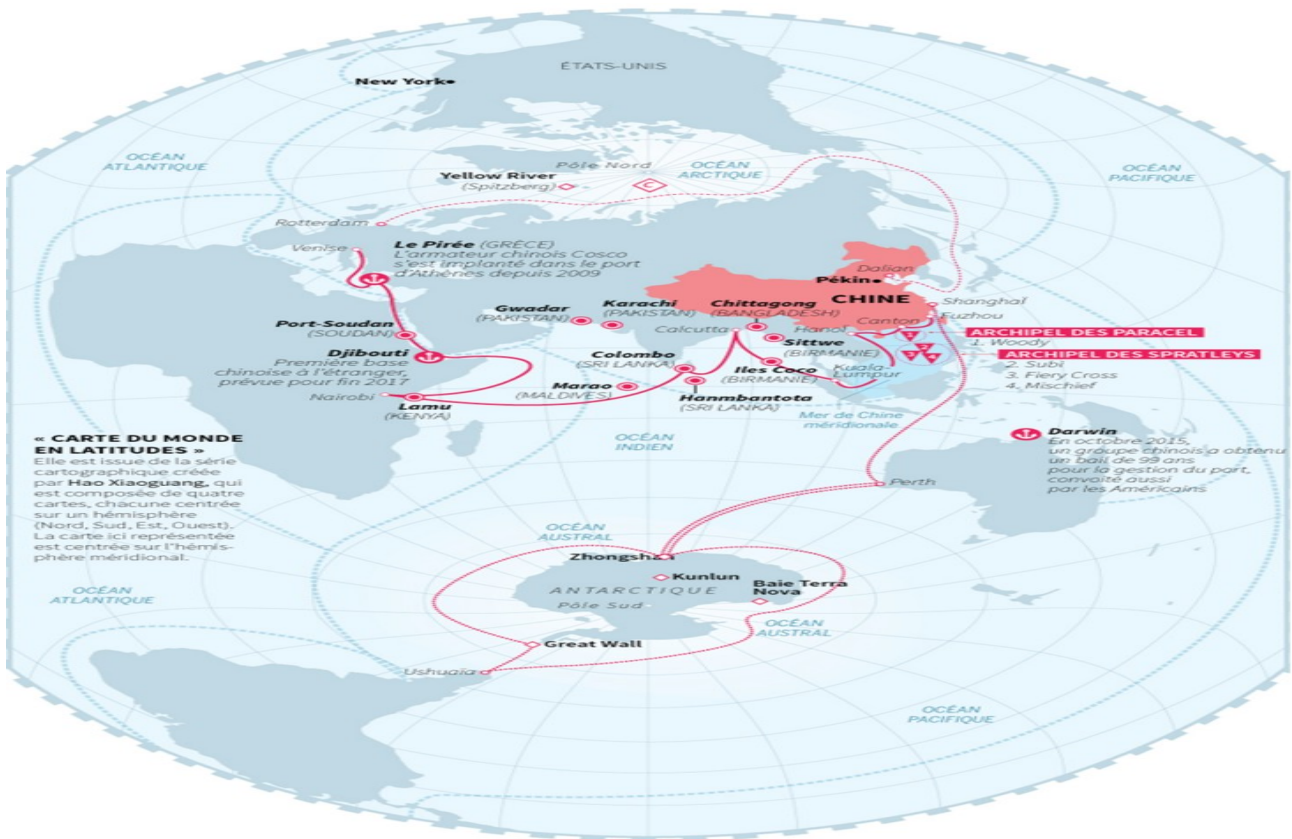 ÉTATS-UNIS
New York
OCÉAN
ATLANTIQUE
Pôle Nord
OCÉAN
ARCTIQUE
OCÉAN
PACIFIQUE
Yellow River
(Spitzberg)
C
Rotterdam
Venise
Le Pirée (GRÈCE)
L'armateur chinois Cosco
s'est implanté dans le port
d'Athènes depuis 2009
Dalian
Pékin
CHINE
Shanghaï
Fuzhou
Canton
Hanoï
Gwadar
(PAKISTAN)
Karachi
(PAKISTAN)
Chittagong
(BANGLADESH)
Calcutta
Port-Soudan
(SOUDAN)
Sittwe
(BIRMANIE)
ARCHIPEL DES PARACEL
1. Woody
ARCHIPEL DES SPRATLEYS
2. Subi
3. Fiery Cross
4. Mischief
1
2
3
4
Djibouti
Première base
chinoise à l'étranger,
prévue pour fin 2017
Colombo
(SRI LANKA)
Iles Coco
(BIRMANIE)
Kuala
Lumpur
Marao
(MALDIVES)
Hanmbantota
(SRI LANKA)
Nairobi
Lamu
(KENYA)
Mer de Chine
méridionale
OCÉAN
INDIEN
Darwin
En octobre 2015,
un groupe chinois a obtenu
un bail de 99 ans
pour la gestion du port,
convoité aussi
par les Américains
« CARTE DU MONDE
EN LATITUDES »
Elle est issue de la série
cartographique créée
par Hao Xiaoguang, qui
est composée de quatre
cartes, chacune centrée
sur un hémisphère
(Nord, Sud, Est, Ouest).
La carte ici représentée
est centrée sur l'hémis-
phère méridional.
Perth
OCÉAN
AUSTRAL
Zhongshan
Kunlun
Baie Terra
Nova
ANTARCTIQUE
Pôle Sud
OCÉAN
ATLANTIQUE
OCÉAN
AUSTRAL
Great Wall
Ushuaïa
OCÉAN
PACIFIQUE